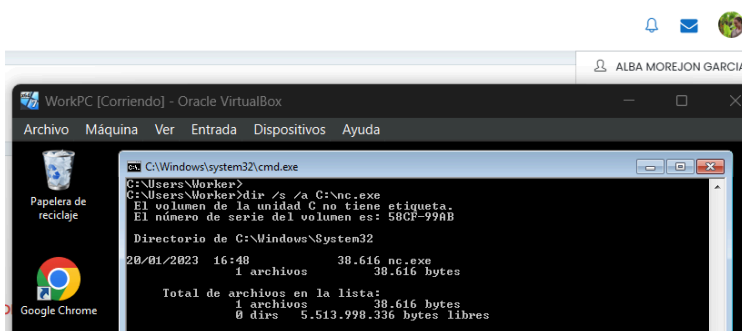 ALBA MOREJON GARCIA
WorkPC [Corriendo] - Oracle VirtualBox
Archivo Máquina Ver Entrada Dispositivos Ayuda
Papelera de
reciclaje
Google Chrome
C:\Windows\system32\cmd.exe
C:\Users\Worker>
C:\Users\Worker>dir /s /a C:\nc.exe
El volumen de la unidad C no tiene etiqueta.
El número de serie del volumen es: 58CF-99AB
Directorio de C:\Windows\System32
20/01/2023 16:48 38.616 nc.exe
1 archivos 38.616 bytes
Total de archivos en la lista:
1 archivos 38.616 bytes
0 dirs 5.513.998.336 bytes libres